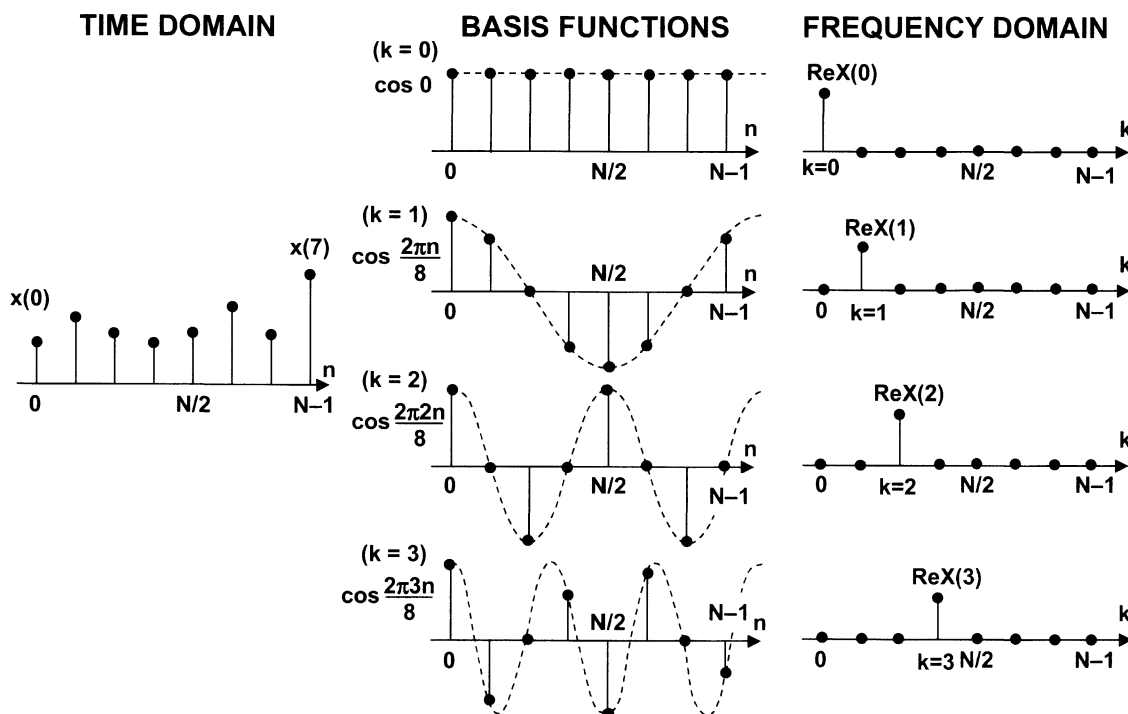 TIME DOMAIN
BASIS FUNCTIONS
FREQUENCY DOMAIN
x(0)
x(7)
n
0
N/2
N–1
(k = 0)
cos 0
n
0
N/2
N–1
ReX(0)
k
k=0
N/2
N–1
(k = 1)
cos 2πn/8
N/2
n
0
N–1
ReX(1)
k
0
k=1
N/2
N–1
(k = 2)
cos 2π2n/8
n
0
N/2
N–1
ReX(2)
k
0
k=2
N/2
N–1
(k = 3)
cos 2π3n/8
N/2
N–1
n
0
ReX(3)
k
0
k=3
N/2
N–1